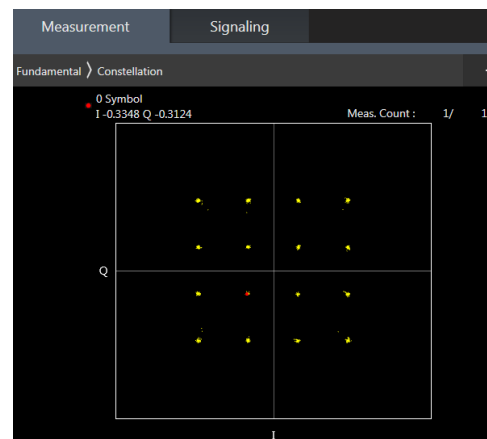 Measurement Signaling
Fundamental 〉 Constellation
0 Symbol
I -0.3348 Q -0.3124 Meas. Count : 1/ 1
Q
I